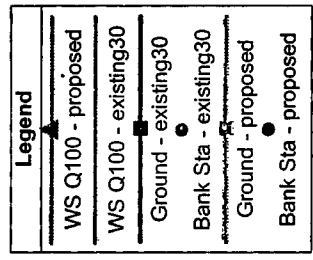 Legend
WS Q100 - proposed
WS Q100 - existing30
Ground - existing30
Bank Sta - existing30
Ground - proposed
Bank Sta - proposed